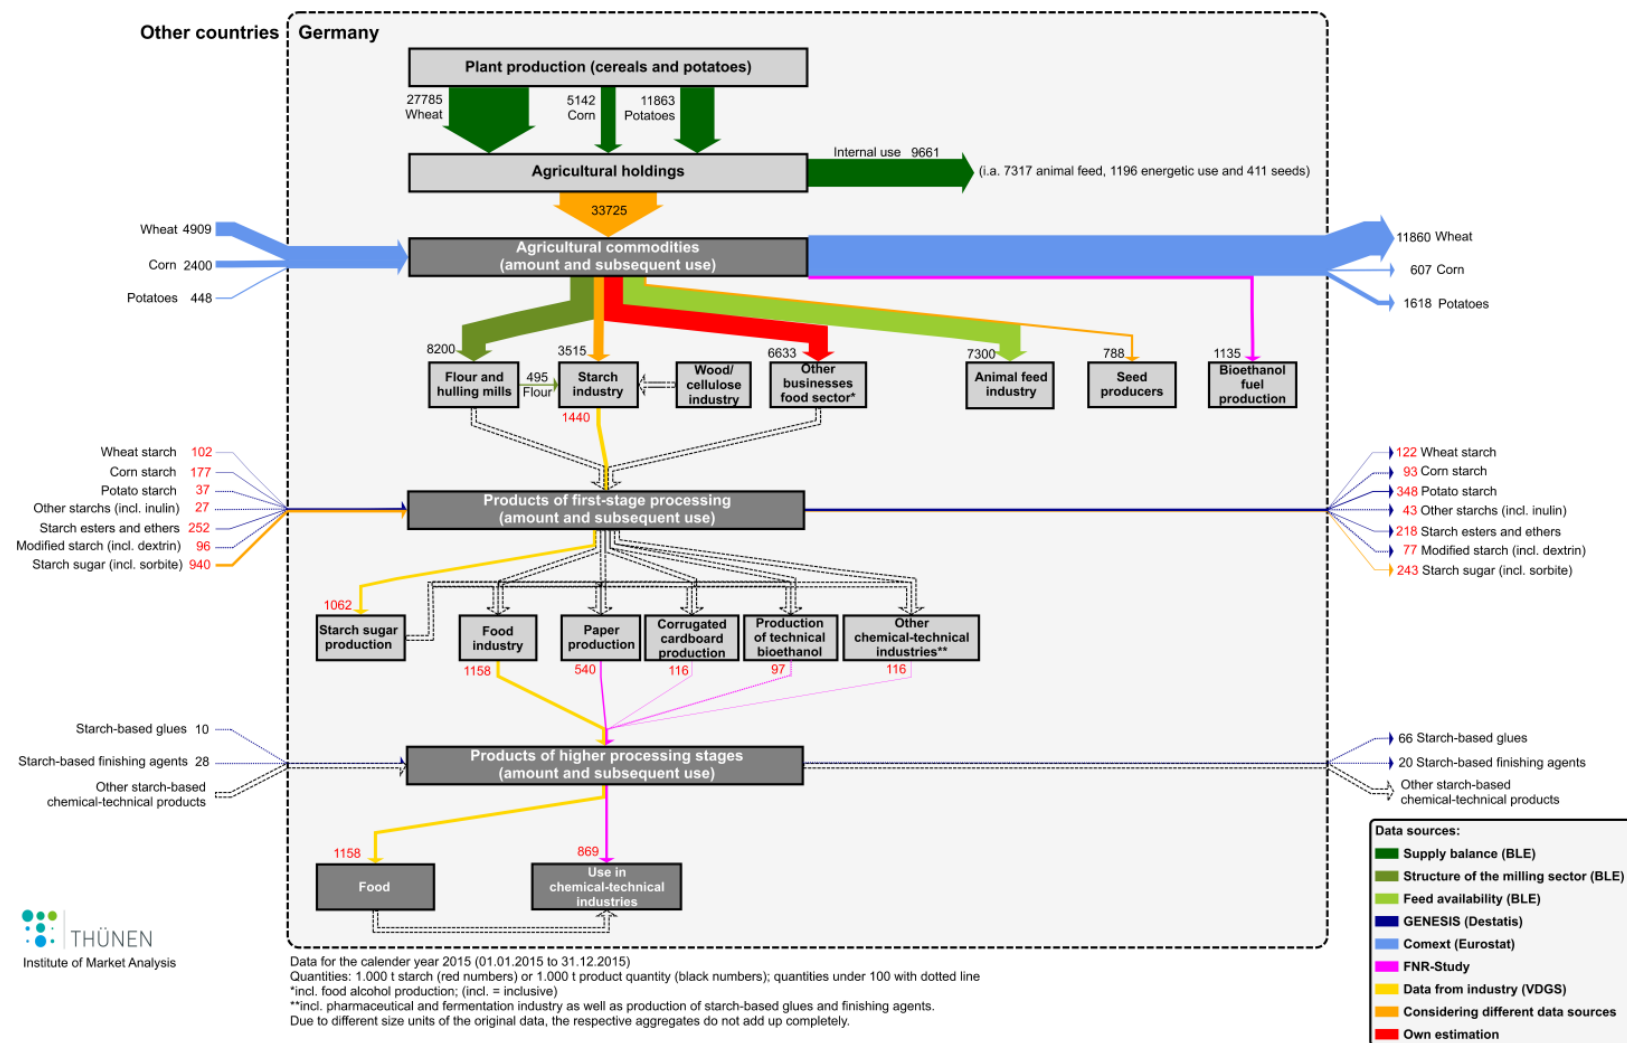 Other countries
Germany
Plant production (cereals and potatoes)
27785
Wheat
5142
Corn
11863
Potatoes
Agricultural holdings
Internal use 9661
(i.a. 7317 animal feed, 1196 energetic use and 411 seeds)
33725
Wheat 4909
Corn 2400
Potatoes 448
Agricultural commodities
(amount and subsequent use)
11860 Wheat
607 Corn
1618 Potatoes
8200
3515
6633
7300
788
1135
Flour and
hulling mills
495
Flour
Starch
industry
Wood/
cellulose
industry
Other
businesses
food sector*
Animal feed
industry
Seed
producers
Bioethanol
fuel
production
1440
Wheat starch 102
Corn starch 177
Potato starch 37
Other starchs (incl. inulin) 27
Starch esters and ethers 252
Modified starch (incl. dextrin) 96
Starch sugar (incl. sorbite) 940
Products of first-stage processing
(amount and subsequent use)
122 Wheat starch
93 Corn starch
348 Potato starch
43 Other starchs (incl. inulin)
218 Starch esters and ethers
77 Modified starch (incl. dextrin)
243 Starch sugar (incl. sorbite)
1062
Starch sugar
production
Food
industry
Paper
production
Corrugated
cardboard
production
Production
of technical
bioethanol
Other
chemical-technical
industries**
1158
540
116
97
116
Starch-based glues 10
Starch-based finishing agents 28
Other starch-based
chemical-technical products
Products of higher processing stages
(amount and subsequent use)
66 Starch-based glues
20 Starch-based finishing agents
Other starch-based
chemical-technical products
1158
869
Food
Use in
chemical-technical
industries
Data sources:
Supply balance (BLE)
Structure of the milling sector (BLE)
Feed availability (BLE)
GENESIS (Destatis)
Comext (Eurostat)
FNR-Study
Data from industry (VDGS)
Considering different data sources
Own estimation
THÜNEN
Institute of Market Analysis
Data for the calender year 2015 (01.01.2015 to 31.12.2015)
Quantities: 1.000 t starch (red numbers) or 1.000 t product quantity (black numbers); quantities under 100 with dotted line
*incl. food alcohol production; (incl. = inclusive)
**incl. pharmaceutical and fermentation industry as well as production of starch-based glues and finishing agents.
Due to different size units of the original data, the respective aggregates do not add up completely.